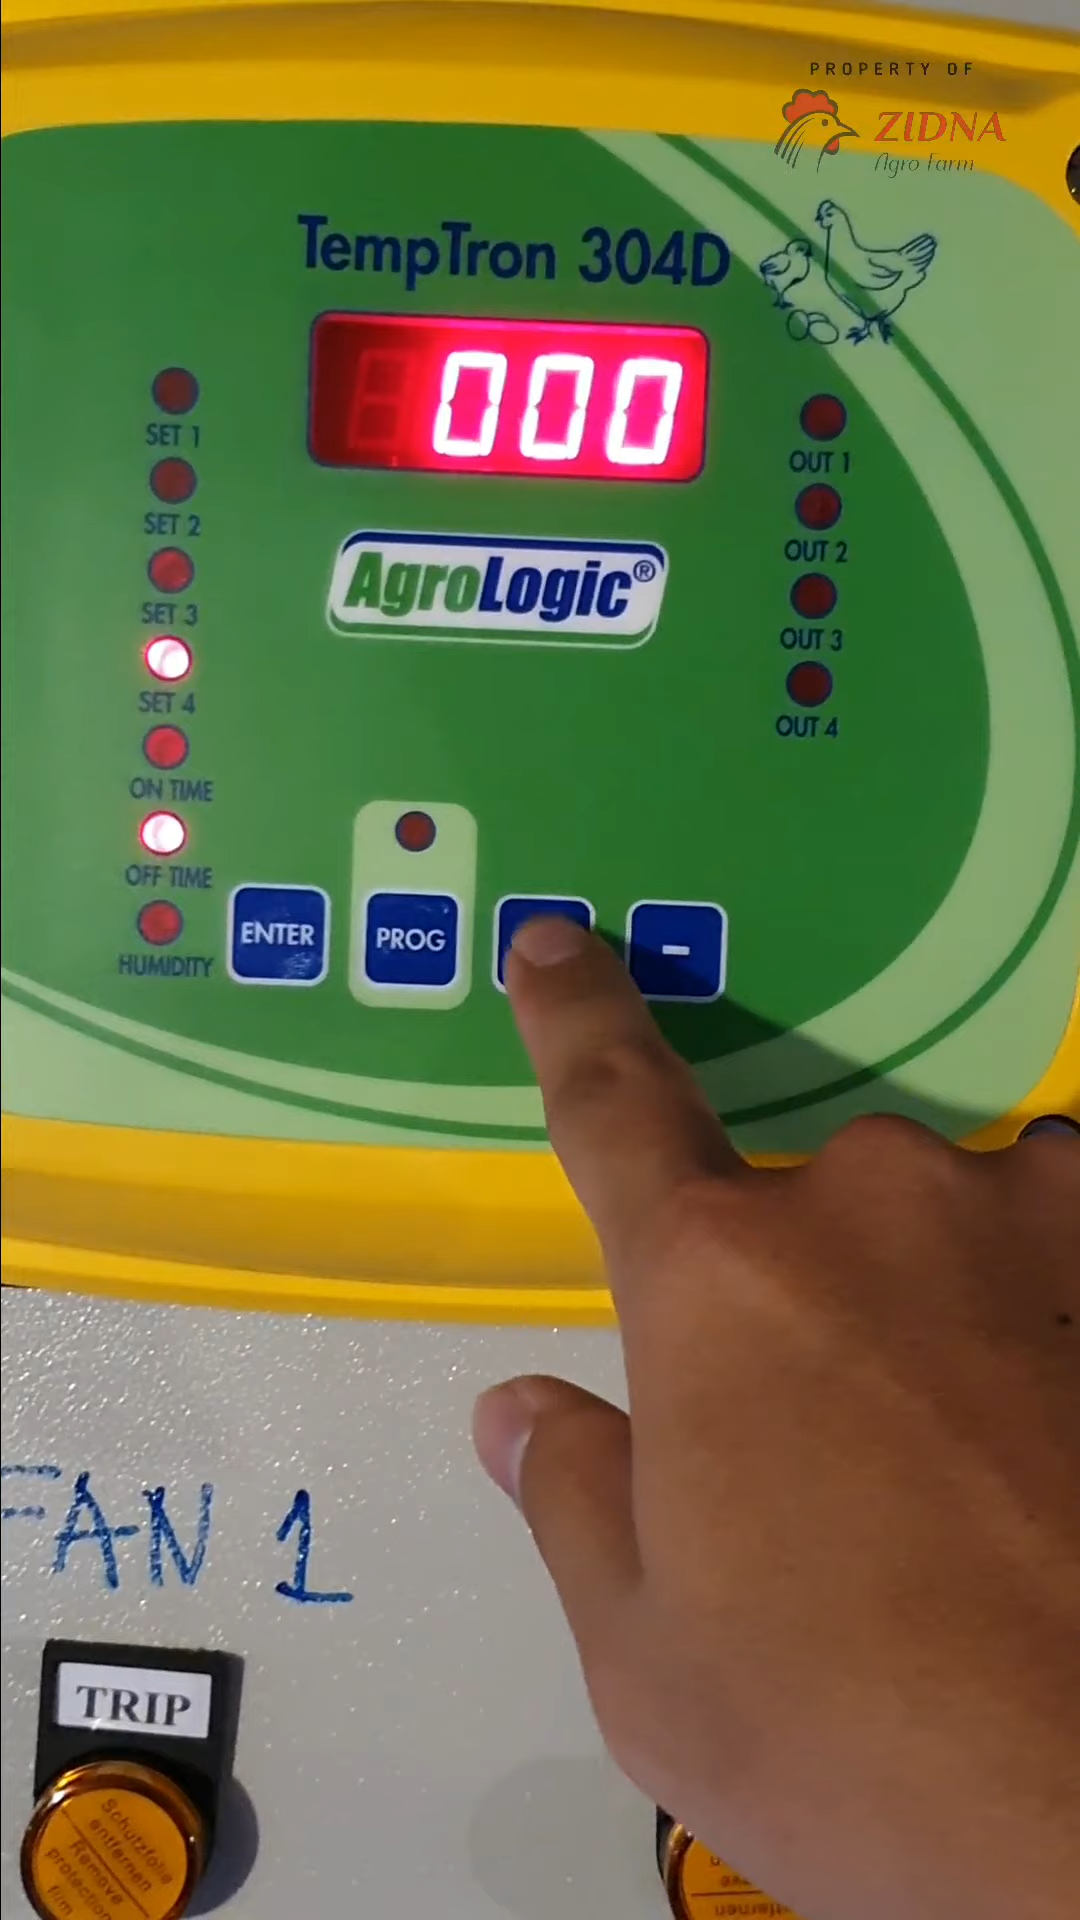 PROPERTY OF
ZIDNA
Agro Farm
TempTron 304D
000
SET 1
SET 2
SET 3
SET 4
ON TIME
OFF TIME
HUMIDITY
OUT 1
OUT 2
OUT 3
OUT 4
AgroLogic®
ENTER
PROG
-
FAN 1
TRIP
Schutzfolie
entfernen
Remove
protection
film